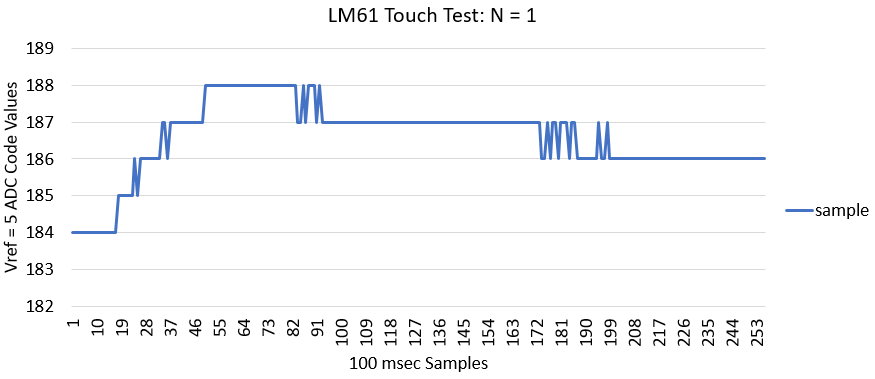 LM61 Touch Test: N = 1
Vref = 5 ADC Code Values
189
188
187
186
185
184
183
182
1 10 19 28 37 46 55 64 73 82 91 100 109 118 127 136 145 154 163 172 181 190 199 208 217 226 235 244 253
100 msec Samples
sample